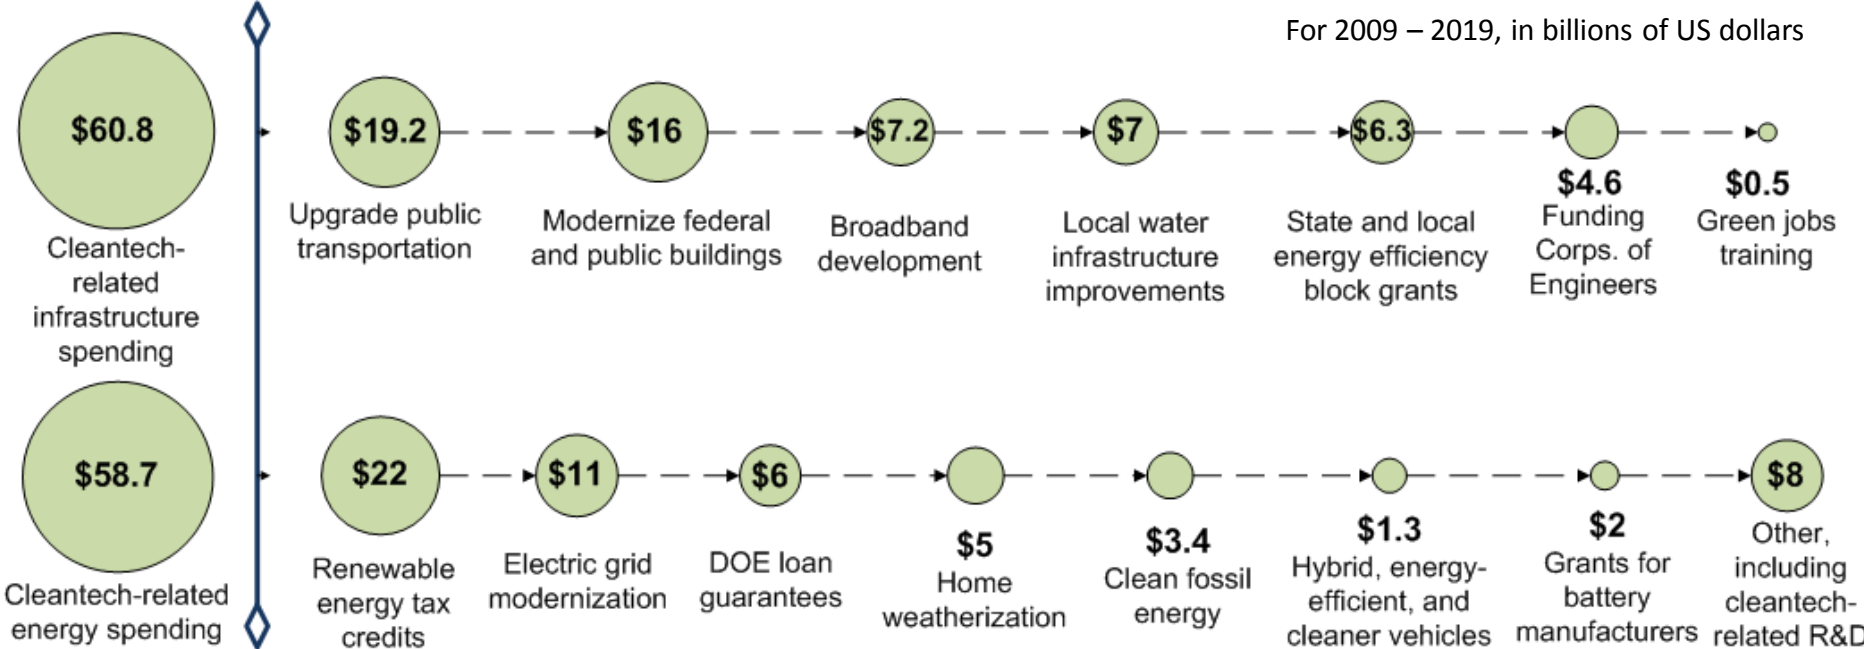 For 2009 – 2019, in billions of US dollars
$60.8
Cleantech-
related
infrastructure
spending
$19.2
Upgrade public
transportation
$16
Modernize federal
and public buildings
$7.2
Broadband
development
$7
Local water
infrastructure
improvements
$6.3
State and local
energy efficiency
block grants
$4.6
Funding
Corps. of
Engineers
$0.5
Green jobs
training
$58.7
Cleantech-related
energy spending
$22
Renewable
energy tax
credits
$11
Electric grid
modernization
$6
DOE loan
guarantees
$5
Home
weatherization
$3.4
Clean fossil
energy
$1.3
Hybrid, energy-
efficient, and
cleaner vehicles
$2
Grants for
battery
manufacturers
$8
Other,
including
cleantech-
related R&D